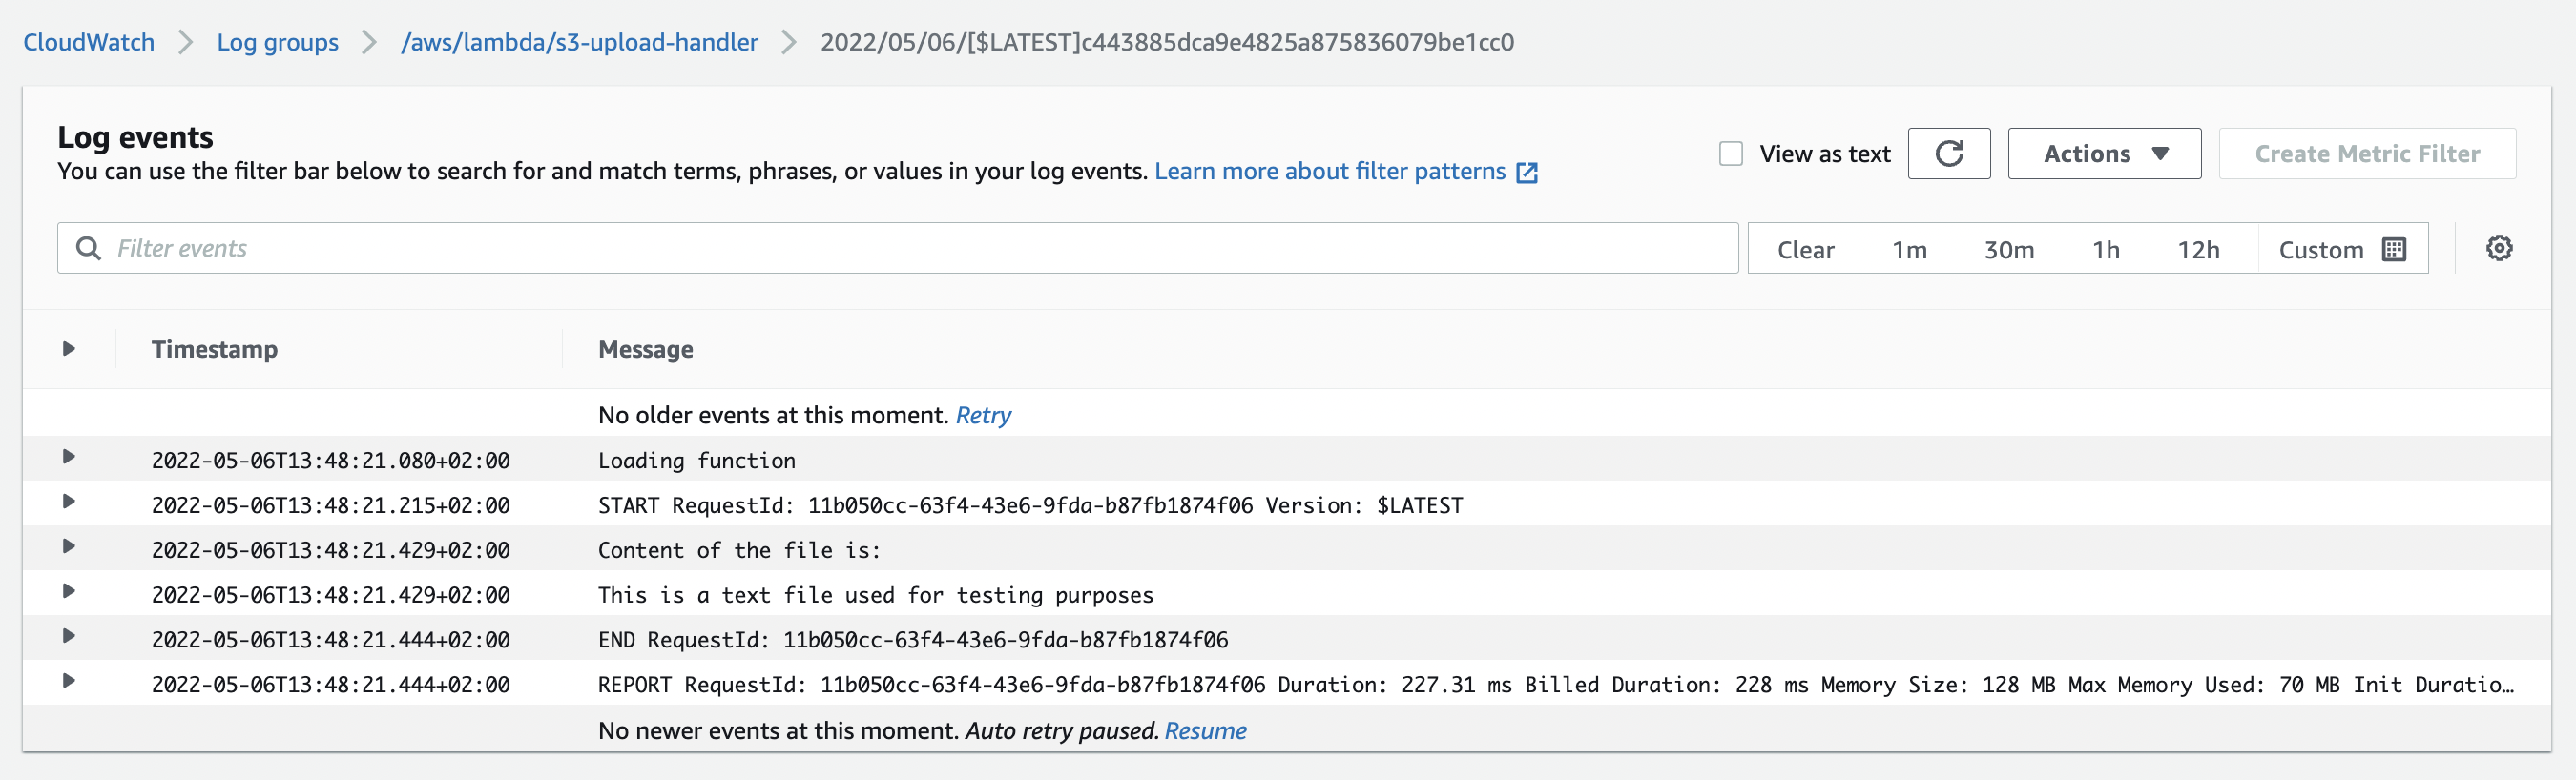 CloudWatch > Log groups > /aws/lambda/s3-upload-handler > 2022/05/06/[$LATEST]c443885dca9e4825a875836079be1cc0
Log events
You can use the filter bar below to search for and match terms, phrases, or values in your log events. Learn more about filter patterns
View as text Actions Create Metric Filter
Filter events Clear 1m 30m 1h 12h Custom
Timestamp Message
No older events at this moment. Retry
2022-05-06T13:48:21.080+02:00 Loading function
2022-05-06T13:48:21.215+02:00 START RequestId: 11b050cc-63f4-43e6-9fda-b87fb1874f06 Version: $LATEST
2022-05-06T13:48:21.429+02:00 Content of the file is:
2022-05-06T13:48:21.429+02:00 This is a text file used for testing purposes
2022-05-06T13:48:21.444+02:00 END RequestId: 11b050cc-63f4-43e6-9fda-b87fb1874f06
2022-05-06T13:48:21.444+02:00 REPORT RequestId: 11b050cc-63f4-43e6-9fda-b87fb1874f06 Duration: 227.31 ms Billed Duration: 228 ms Memory Size: 128 MB Max Memory Used: 70 MB Init Duratio…
No newer events at this moment. Auto retry paused. Resume